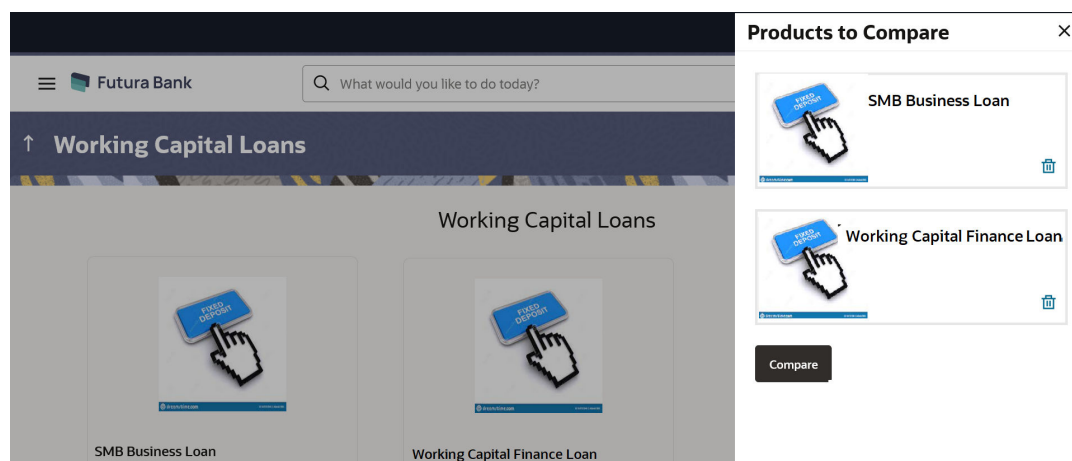 Products to Compare
Futura Bank
What would you like to do today?
Working Capital Loans
Working Capital Loans
FIXED
DEPOSIT
SMB Business Loan
FIXED
DEPOSIT
Working Capital Finance Loan
FIXED
DEPOSIT
SMB Business Loan
FIXED
DEPOSIT
Working Capital Finance Loan
Compare